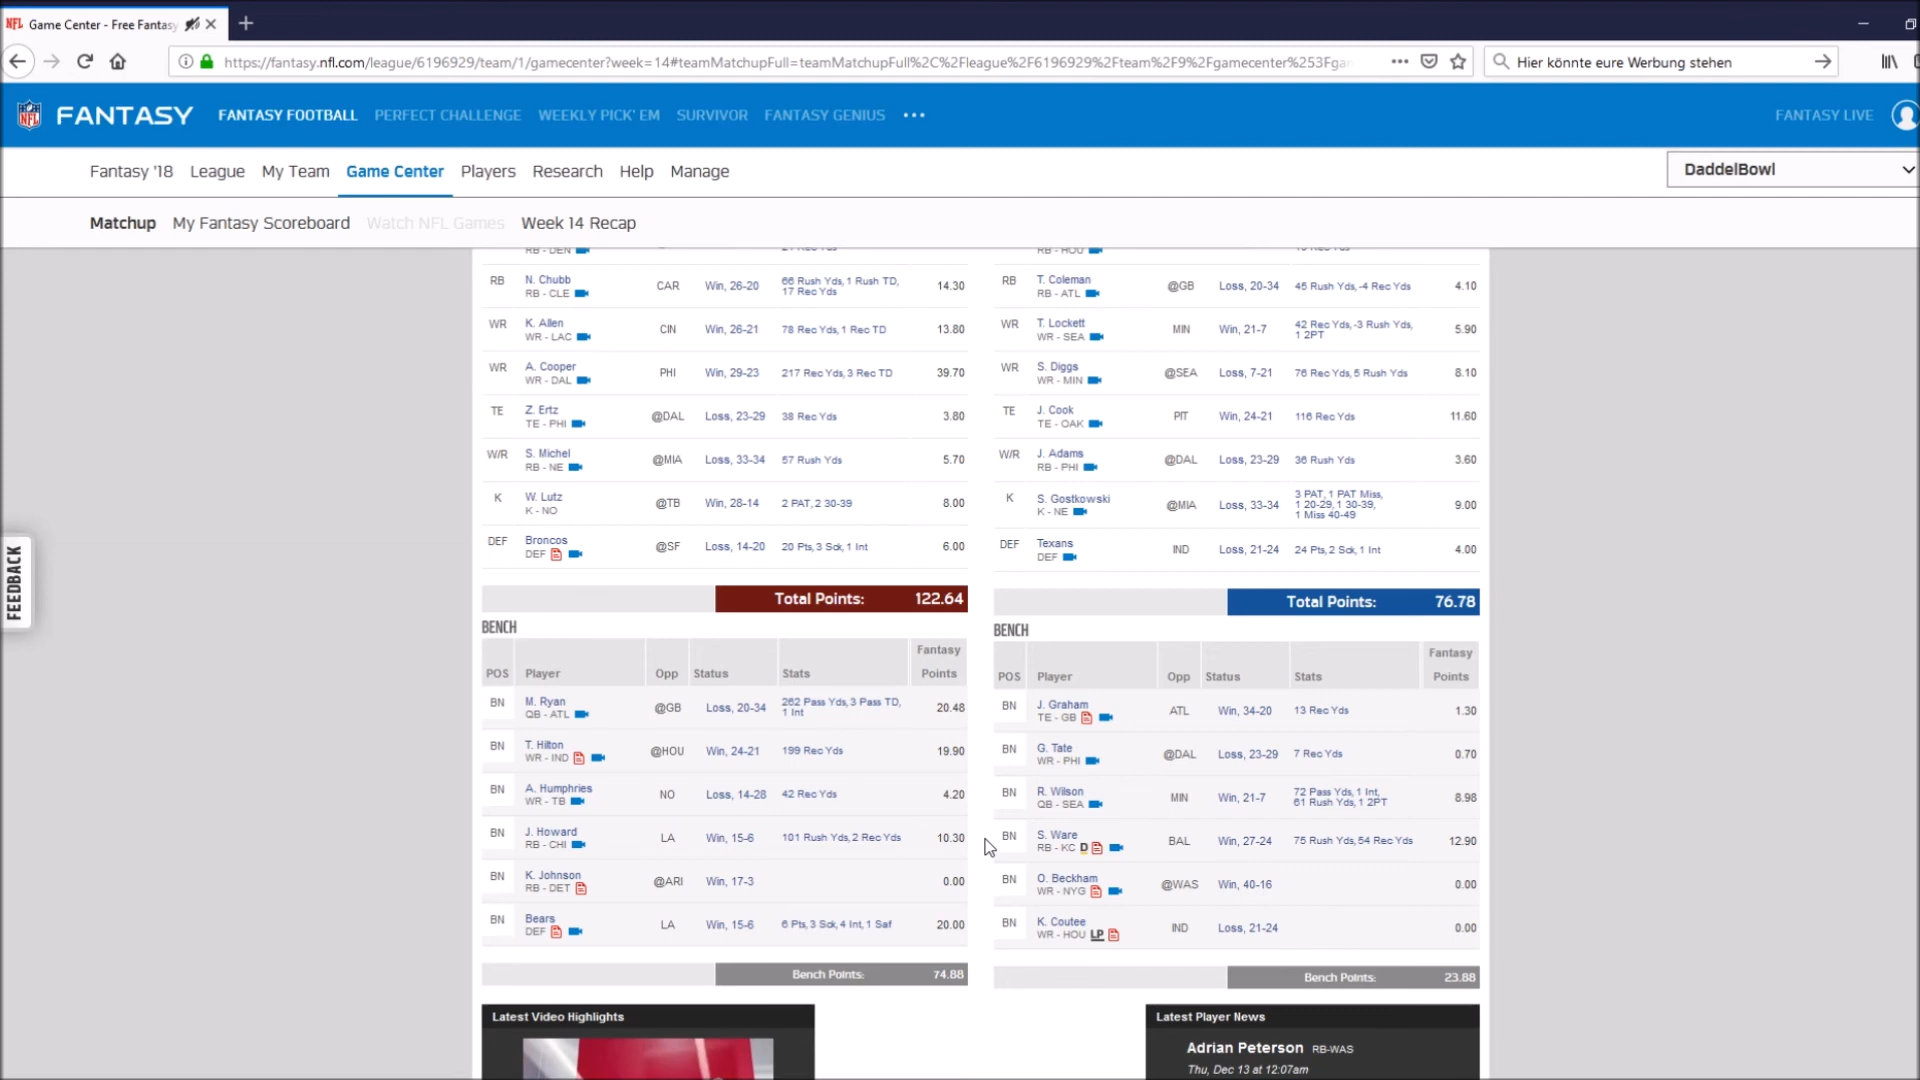 NFL Game Center - Free Fantasy
https://fantasy.nfl.com/league/6196929/team/1/gamecenter?week=14#teamMatchupFull=teamMatchupFull%2C%2Fleague%2F6196929%2Fteam%2F9%2Fgamecenter%253Fga
Hier könnte eure Werbung stehen
NFL FANTASY FANTASY FOOTBALL PERFECT CHALLENGE WEEKLY PICK' EM SURVIVOR FANTASY GENIUS ••• FANTASY LIVE
Fantasy '18 League My Team Game Center Players Research Help Manage DaddelBowl
Matchup My Fantasy Scoreboard Watch NFL Games Week 14 Recap
FEEDBACK
RB - DEN
RB N. Chubb CAR Win, 26-20 66 Rush Yds, 1 Rush TD, 14.30
RB - CLE 17 Rec Yds
WR K. Allen CIN Win, 26-21 78 Rec Yds, 1 Rec TD 13.80
WR - LAC
WR A. Cooper PHI Win, 29-23 217 Rec Yds, 3 Rec TD 39.70
WR - DAL
TE Z. Ertz @DAL Loss, 23-29 38 Rec Yds 3.80
TE - PHI
W/R S. Michel @MIA Loss, 33-34 57 Rush Yds 5.70
RB - NE
K W. Lutz @TB Win, 28-14 2 PAT, 2 30-39 8.00
K - NO
DEF Broncos @SF Loss, 14-20 20 Pts, 3 Sck, 1 Int 6.00
DEF
Total Points: 122.64
BENCH
POS Player Opp Status Stats Fantasy Points
BN M. Ryan @GB Loss, 20-34 262 Pass Yds, 3 Pass TD, 20.48
QB - ATL 1 Int
BN T. Hilton @HOU Win, 24-21 199 Rec Yds 19.90
WR - IND
BN A. Humphries NO Loss, 14-28 42 Rec Yds 4.20
WR - TB
BN J. Howard LA Win, 15-6 101 Rush Yds, 2 Rec Yds 10.30
RB - CHI
BN K. Johnson @ARI Win, 17-3 0.00
RB - DET
BN Bears LA Win, 15-6 6 Pts, 3 Sck, 4 Int, 1 Saf 20.00
DEF
Bench Points: 74.88
Latest Video Highlights
RB - HOU
RB T. Coleman @GB Loss, 20-34 45 Rush Yds, -4 Rec Yds 4.10
RB - ATL
WR T. Lockett MIN Win, 21-7 42 Rec Yds, -3 Rush Yds, 5.90
WR - SEA 1 2PT
WR S. Diggs @SEA Loss, 7-21 76 Rec Yds, 5 Rush Yds 8.10
WR - MIN
TE J. Cook PIT Win, 24-21 116 Rec Yds 11.60
TE - OAK
W/R J. Adams @DAL Loss, 23-29 36 Rush Yds 3.60
RB - PHI
K S. Gostkowski @MIA Loss, 33-34 3 PAT, 1 PAT Miss, 9.00
K - NE 1 20-29, 1 30-39,
1 Miss 40-49
DEF Texans IND Loss, 21-24 24 Pts, 2 Sck, 1 Int 4.00
DEF
Total Points: 76.78
BENCH
POS Player Opp Status Stats Fantasy Points
BN J. Graham ATL Win, 34-20 13 Rec Yds 1.30
TE - GB
BN G. Tate @DAL Loss, 23-29 7 Rec Yds 0.70
WR - PHI
BN R. Wilson MIN Win, 21-7 72 Pass Yds, 1 Int, 8.98
QB - SEA 61 Rush Yds, 1 2PT
BN S. Ware BAL Win, 27-24 75 Rush Yds, 54 Rec Yds 12.90
RB - KC D
BN O. Beckham @WAS Win, 40-16 0.00
WR - NYG
BN K. Coutee IND Loss, 21-24 0.00
WR - HOU LP
Bench Points: 23.88
Latest Player News
Adrian Peterson RB-WAS
Thu, Dec 13 at 12:07am